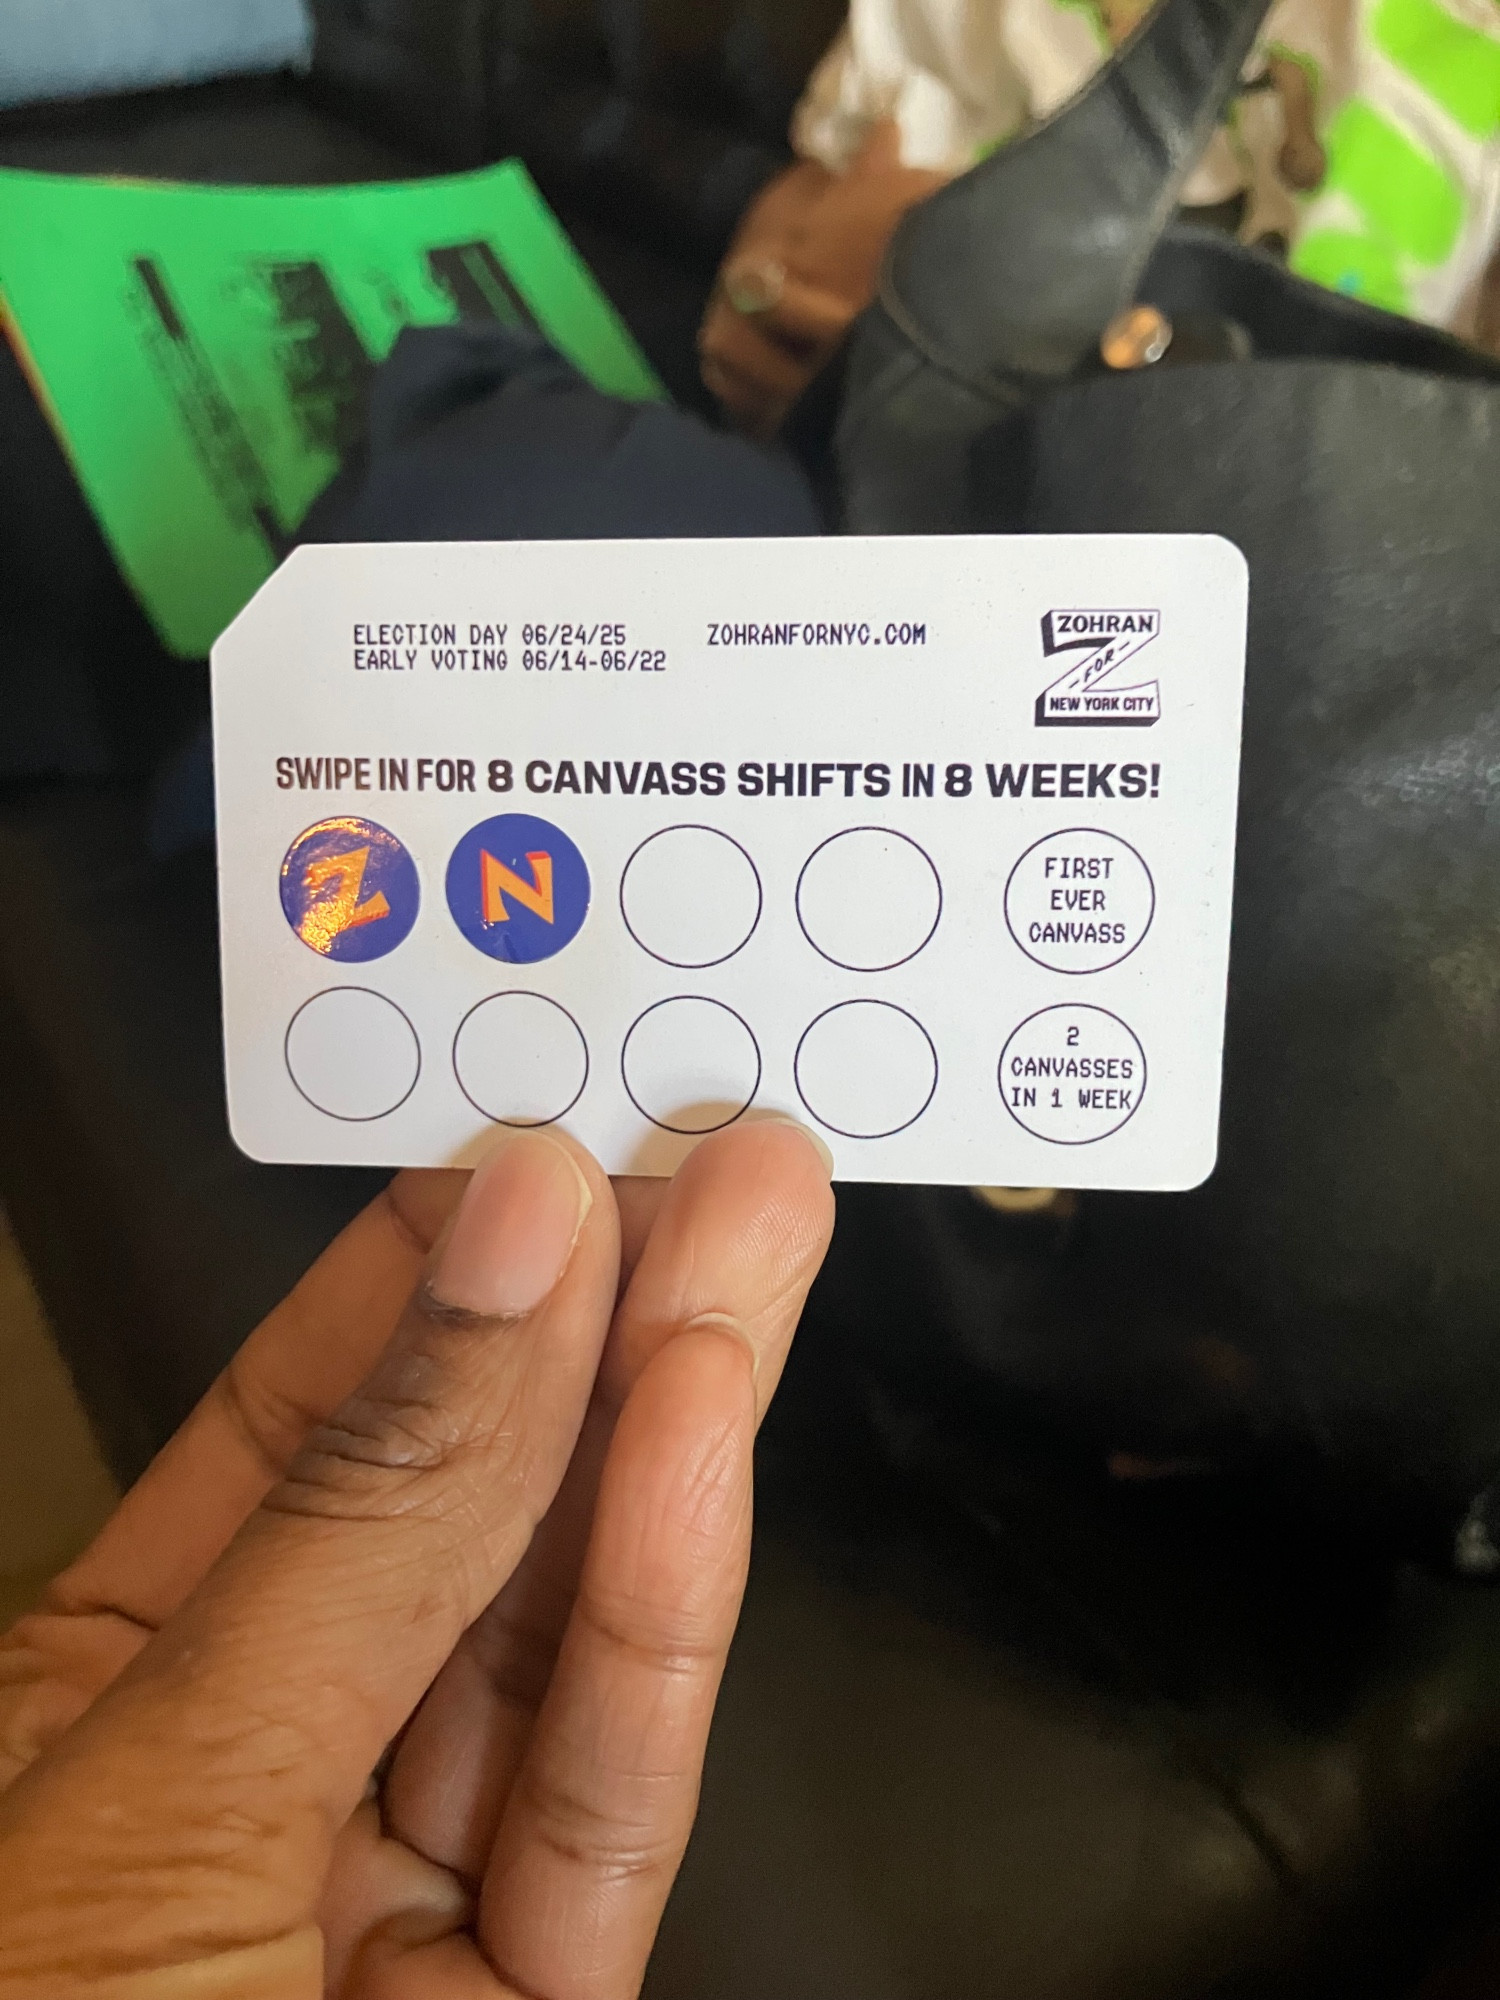 ELECTION DAY 06/24/25
EARLY VOTING 06/14-06/22
ZOHRANFORNYC.COM
ZOHRAN
-FOR-
NEW YORK CITY
SWIPE IN FOR 8 CANVASS SHIFTS IN 8 WEEKS!
Z
N
FIRST
EVER
CANVASS
2
CANVASSES
IN 1 WEEK